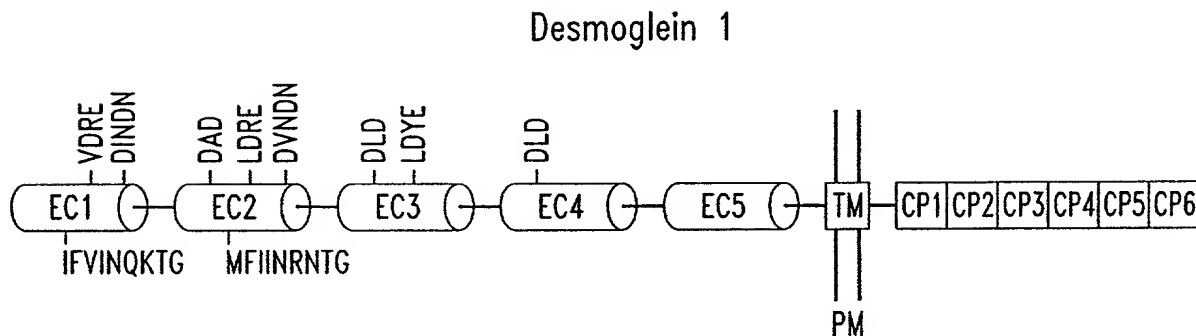 Desmoglein 1
VDRE
DINDN
DAD
LDRE
DVNDN
DLD
LDYE
DLD
EC1
EC2
EC3
EC4
EC5
TM
CP1 CP2 CP3 CP4 CP5 CP6
IFVINQKTG
MFIINRNTG
PM